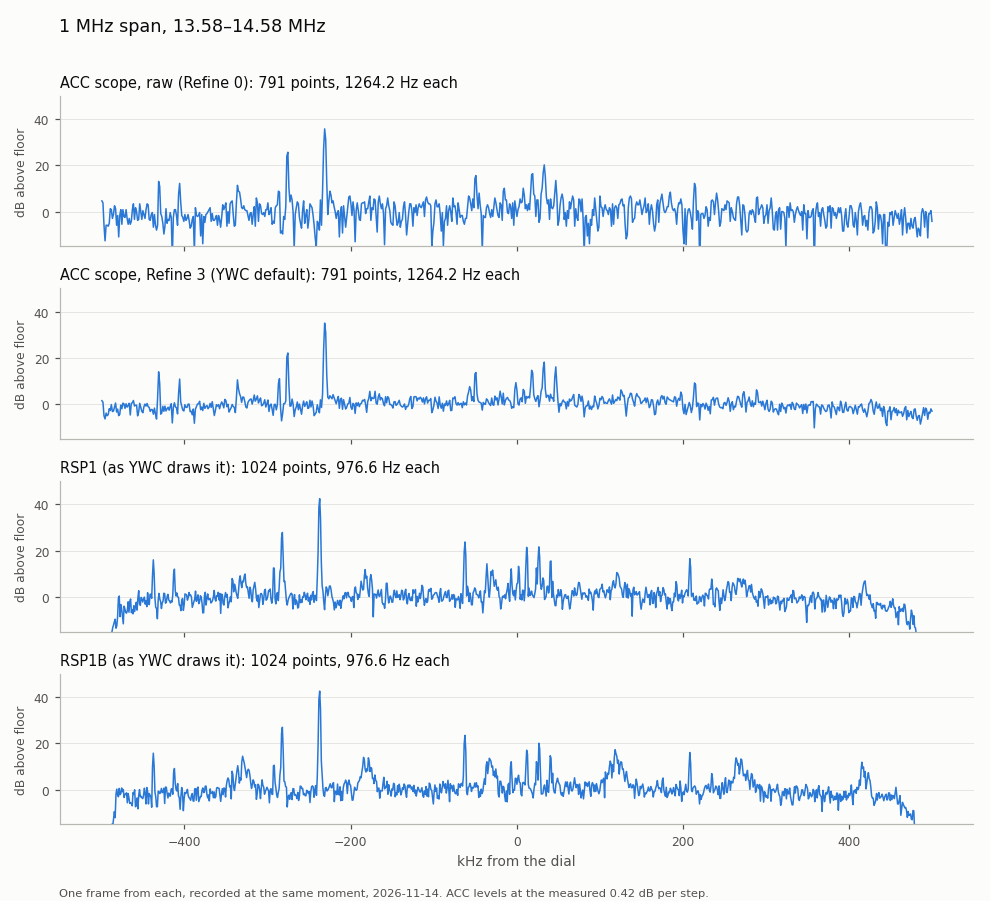 1 MHz span, 13.58–14.58 MHz
ACC scope, raw (Refine 0): 791 points, 1264.2 Hz each
dB above floor
40
20
0
ACC scope, Refine 3 (YWC default): 791 points, 1264.2 Hz each
dB above floor
40
20
0
RSP1 (as YWC draws it): 1024 points, 976.6 Hz each
dB above floor
40
20
0
RSP1B (as YWC draws it): 1024 points, 976.6 Hz each
dB above floor
40
20
0
−400 −200 0 200 400
kHz from the dial
One frame from each, recorded at the same moment, 2026-11-14. ACC levels at the measured 0.42 dB per step.